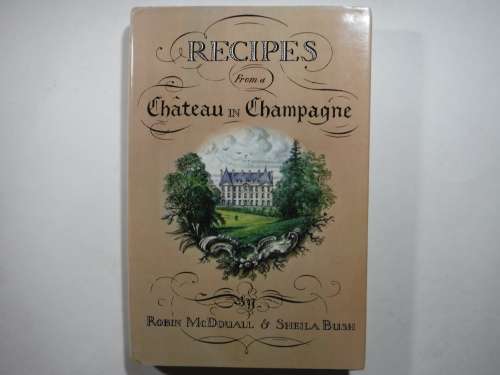 RECIPES
from a
Château IN Champagne
By
ROBIN MCDOUALL & SHEILA BUSH